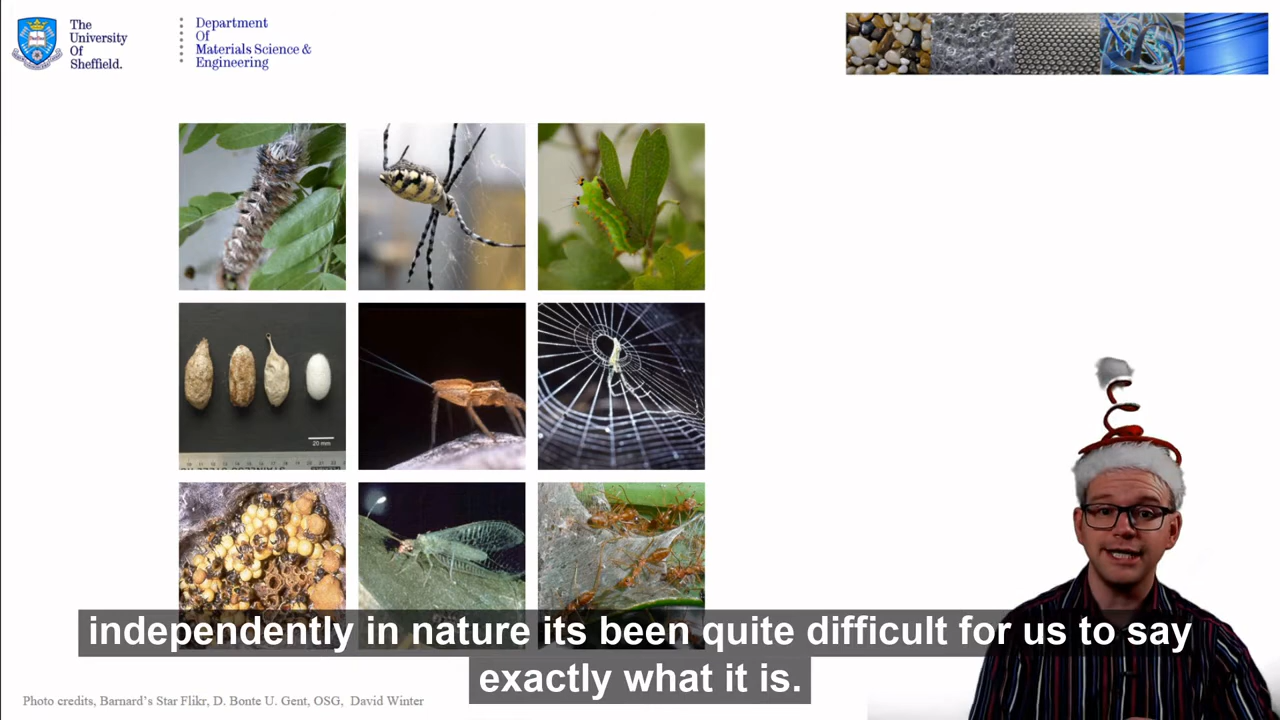 The
University
Of
Sheffield.
Department
Of
Materials Science &
Engineering
20 mm
independently in nature its been quite difficult for us to say
exactly what it is.
Photo credits, Barnard's Star Flikr, D. Bonte U. Gent, OSG, David Winter